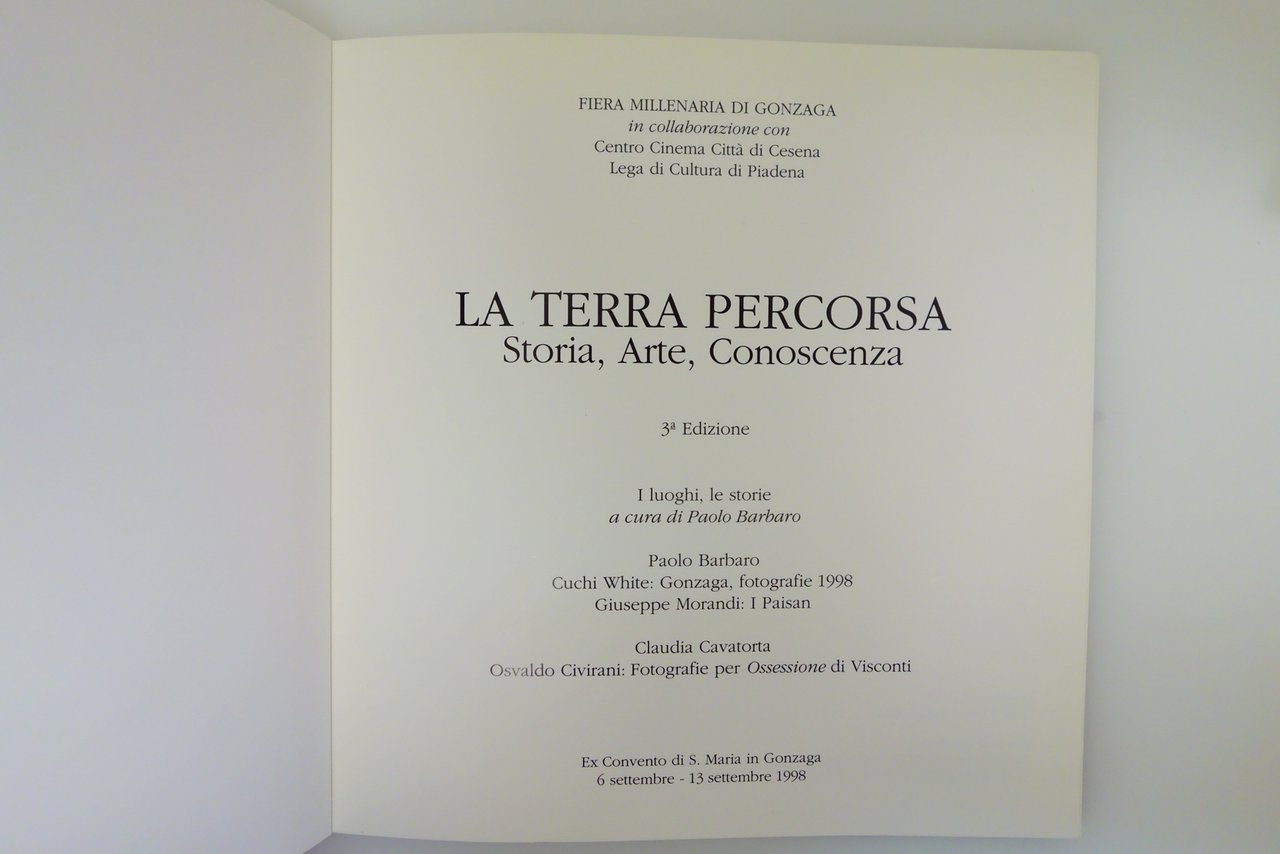 FIERA MILLENARIA DI GONZAGA
in collaborazione con
Centro Cinema Città di Cesena
Lega di Cultura di Piadena
LA TERRA PERCORSA
Storia, Arte, Conoscenza
3ª Edizione
I luoghi, le storie
a cura di Paolo Barbaro
Paolo Barbaro
Cuchi White: Gonzaga, fotografie 1998
Giuseppe Morandi: I Paisan
Claudia Cavatorta
Osvaldo Civirani: Fotografie per Ossessione di Visconti
Ex Convento di S. Maria in Gonzaga
6 settembre - 13 settembre 1998